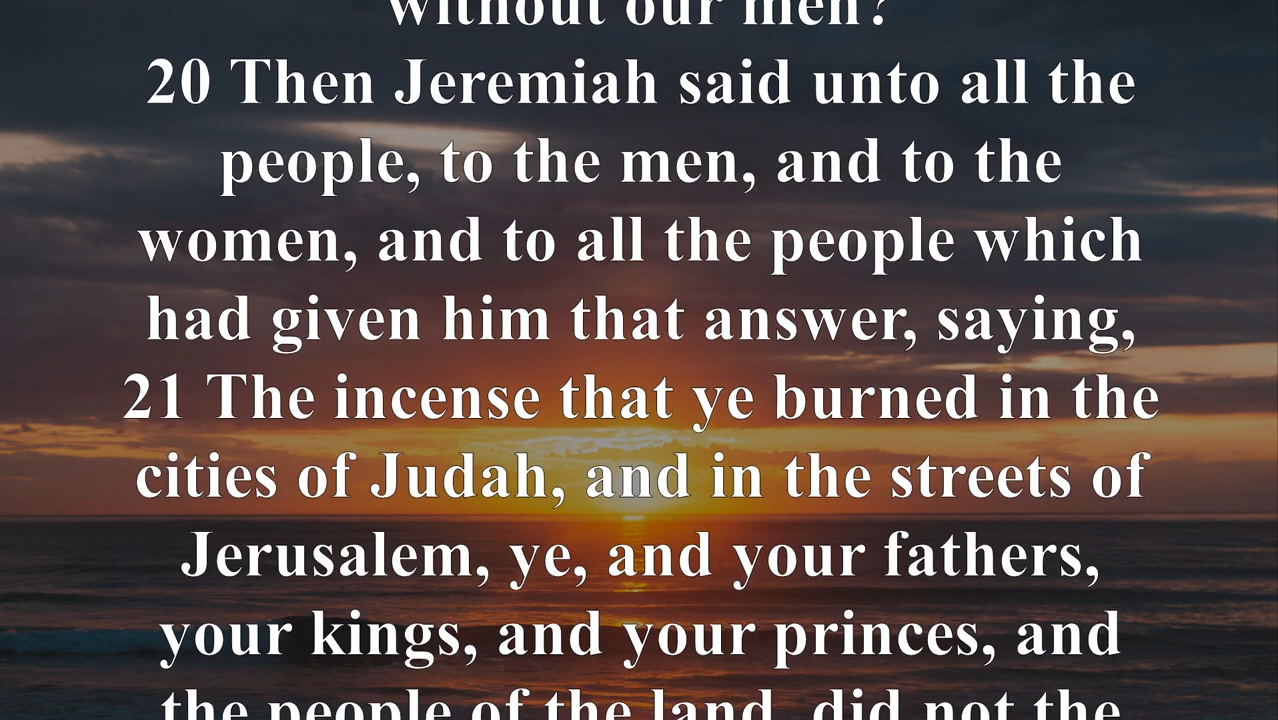 without our men?
20 Then Jeremiah said unto all the
people, to the men, and to the
women, and to all the people which
had given him that answer, saying,
21 The incense that ye burned in the
cities of Judah, and in the streets of
Jerusalem, ye, and your fathers,
your kings, and your princes, and
the people of the land, did not the